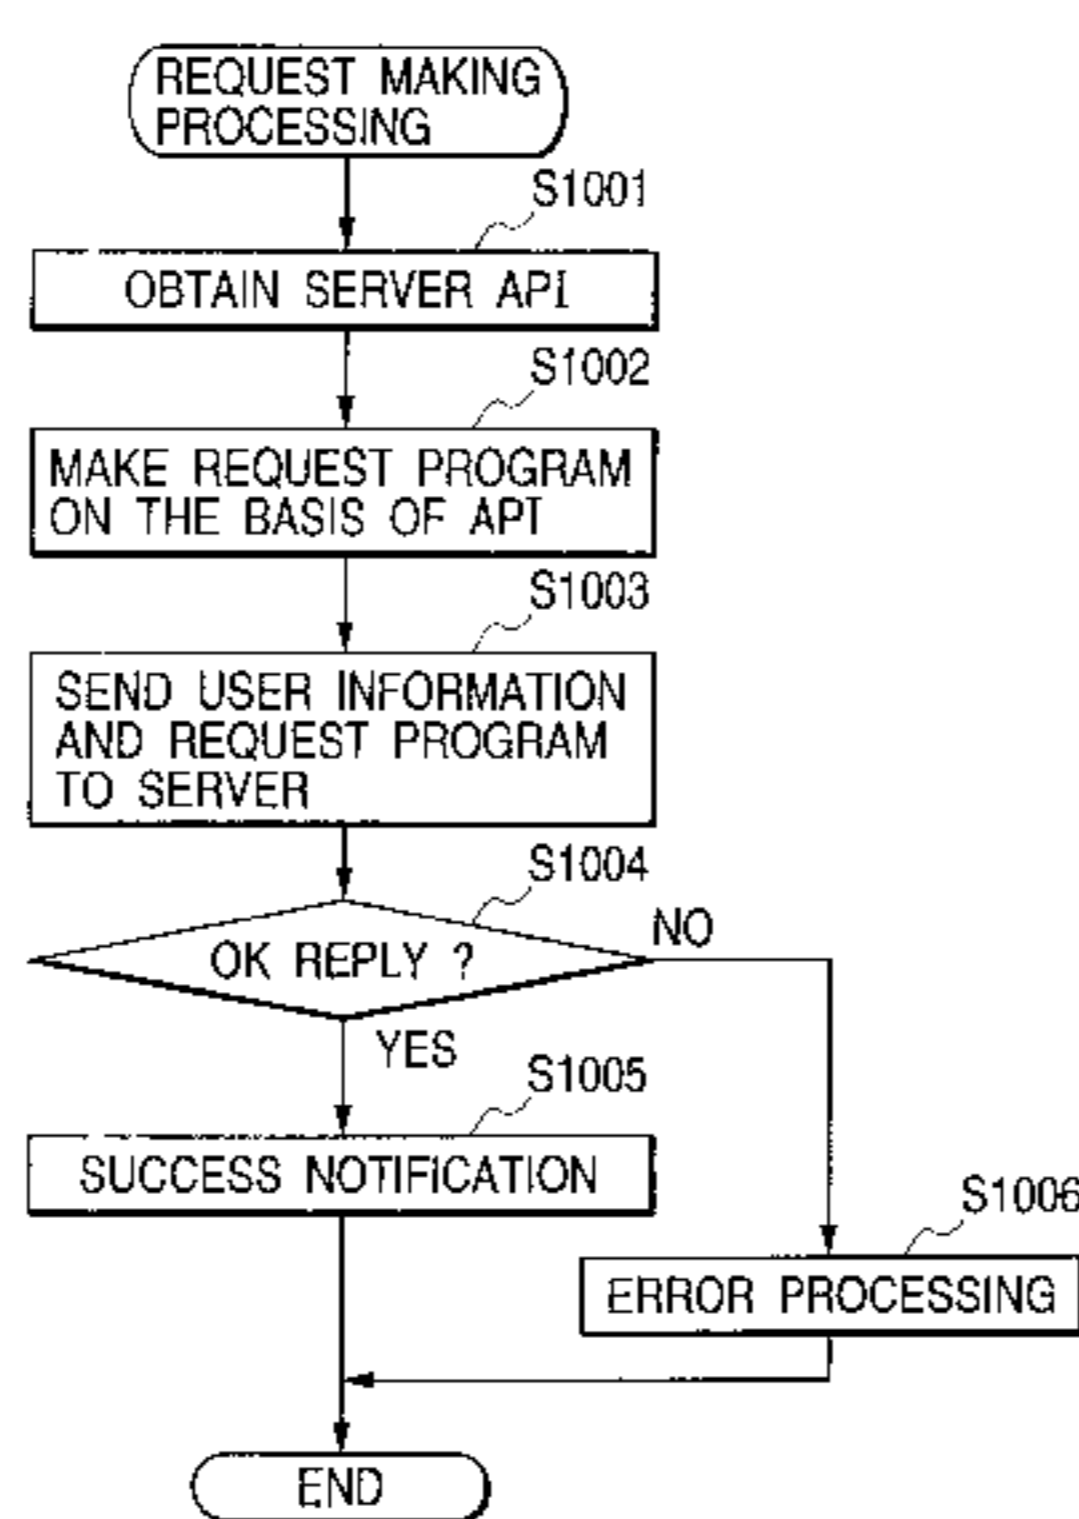 REQUEST MAKING
PROCESSING
S1001
OBTAIN SERVER API
S1002
MAKE REQUEST PROGRAM
ON THE BASIS OF API
S1003
SEND USER INFORMATION
AND REQUEST PROGRAM
TO SERVER
S1004
OK REPLY ?
NO
YES
S1005
SUCCESS NOTIFICATION
S1006
ERROR PROCESSING
END